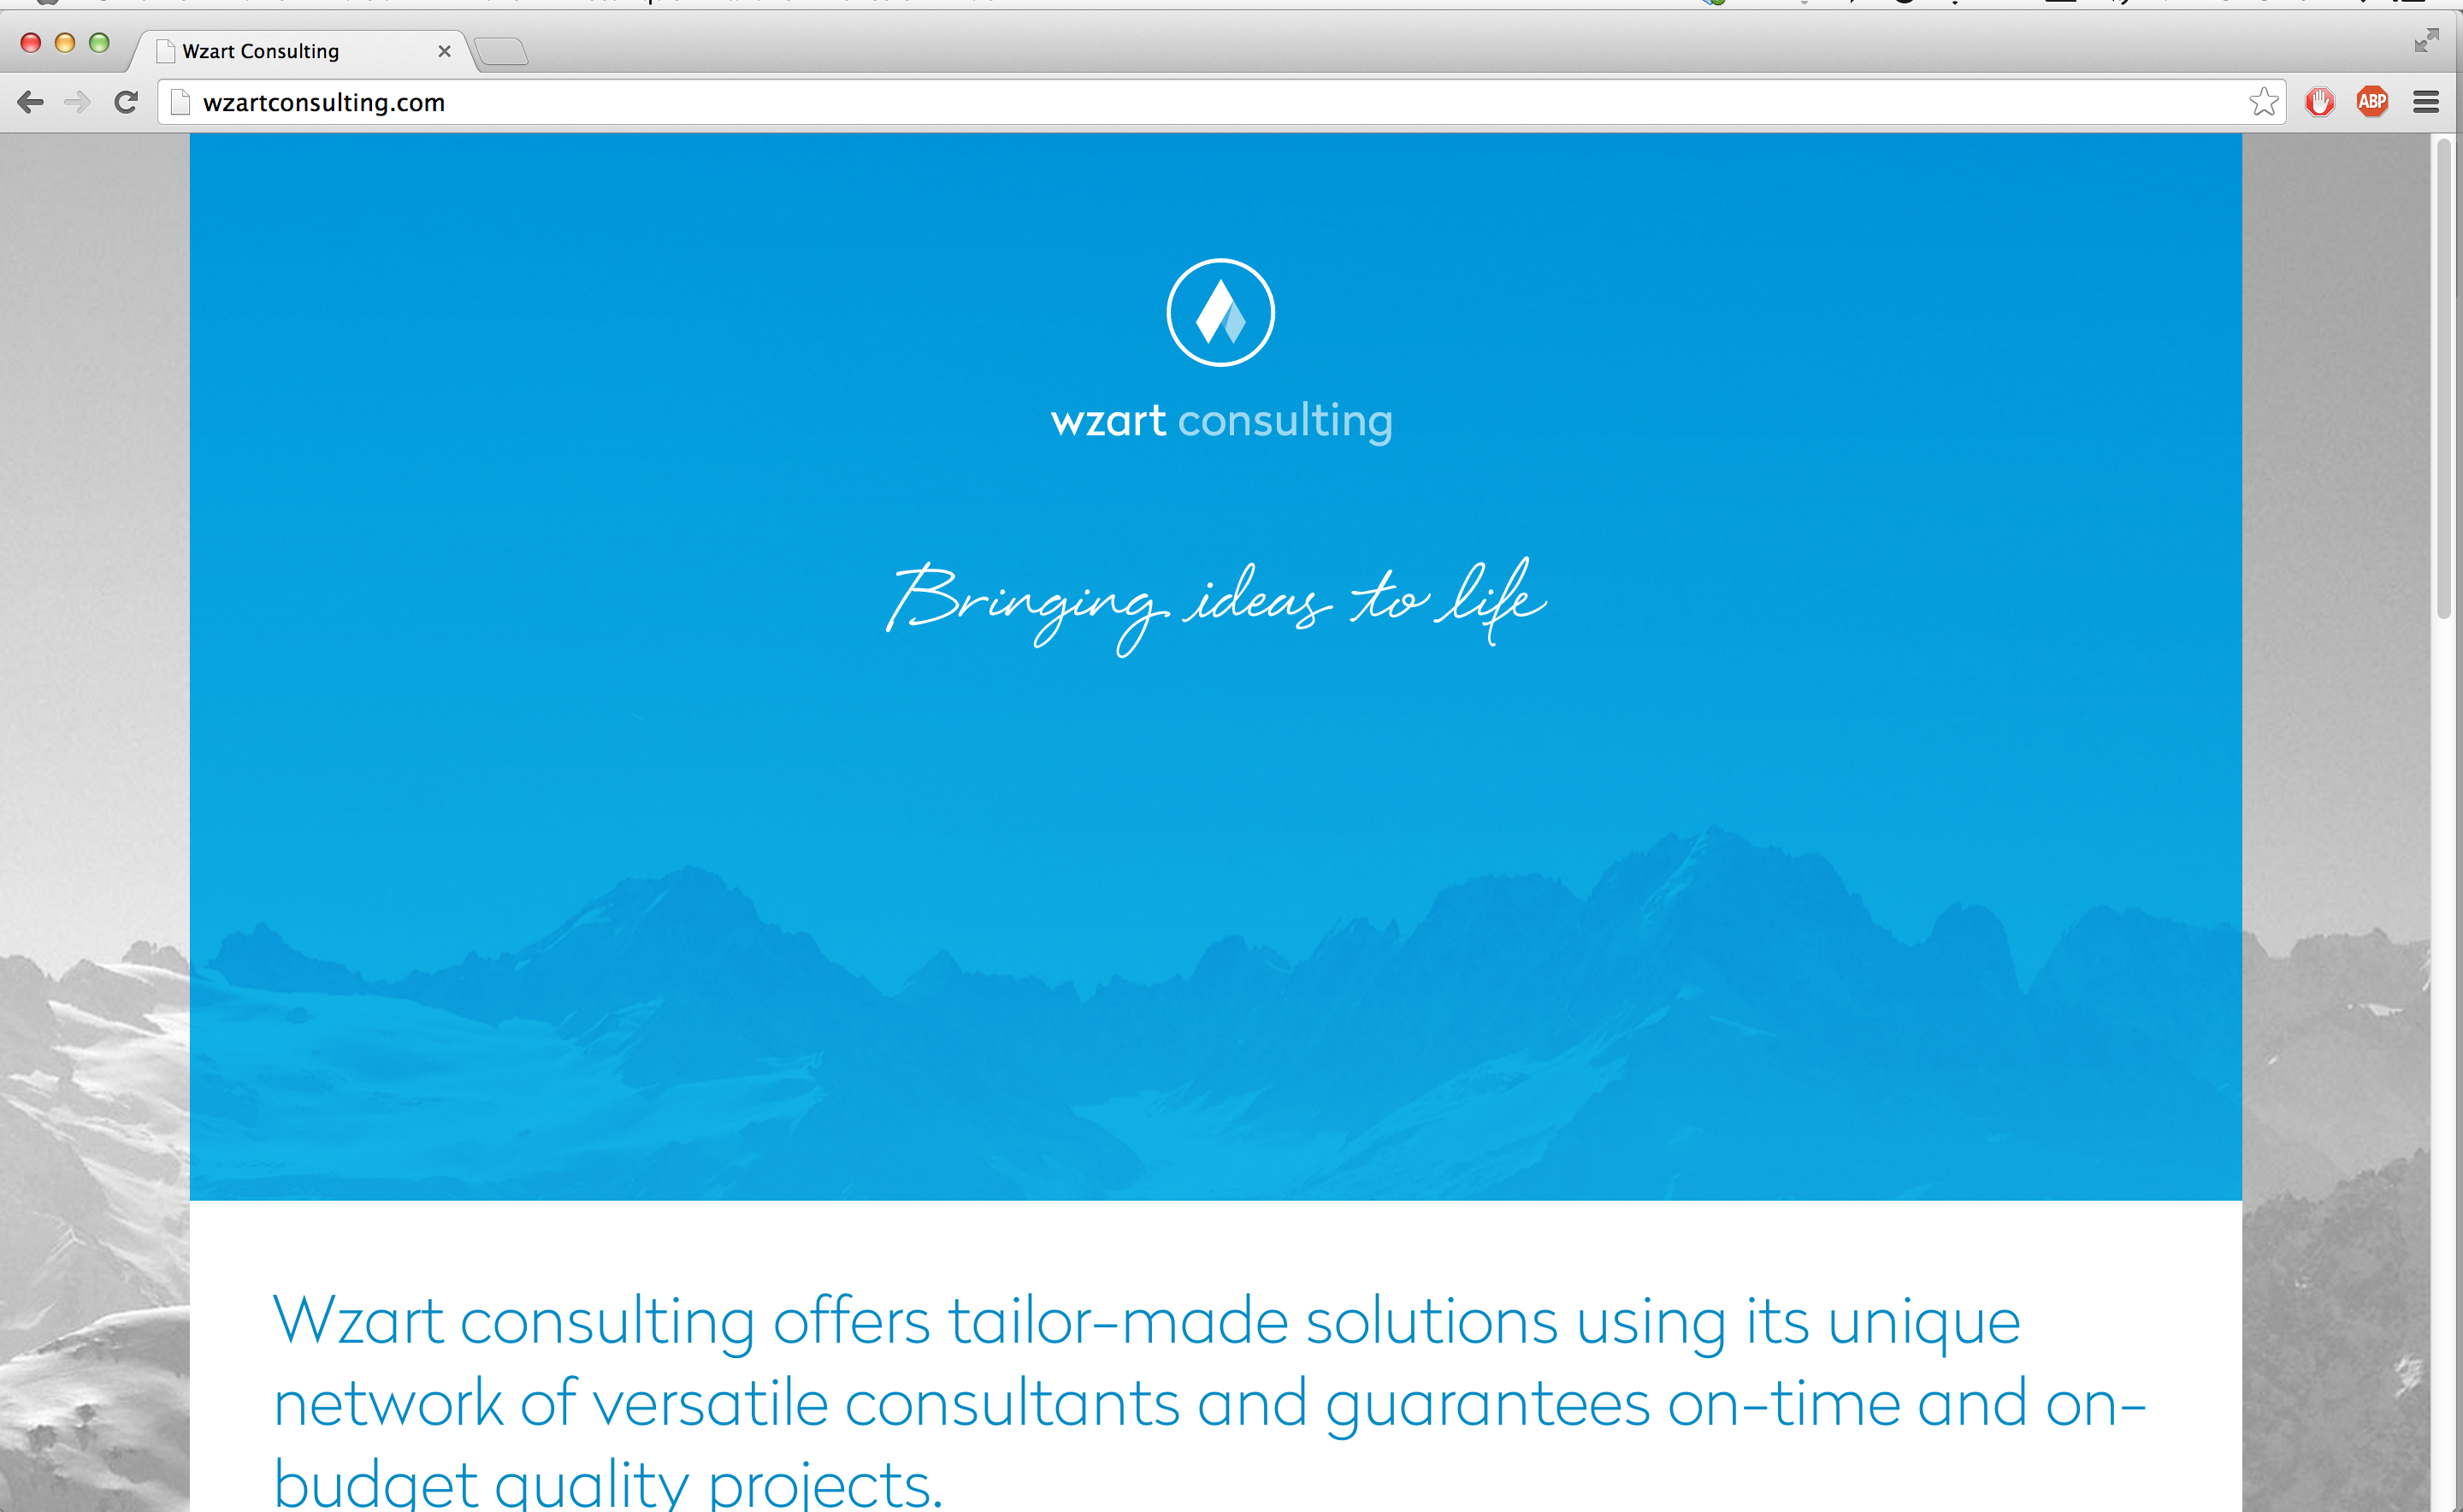 Wzart Consulting
wzartconsulting.com
ABP
wzart consulting
Bringing ideas to life
Wzart consulting offers tailor-made solutions using its unique
network of versatile consultants and guarantees on-time and on-
budget quality projects.